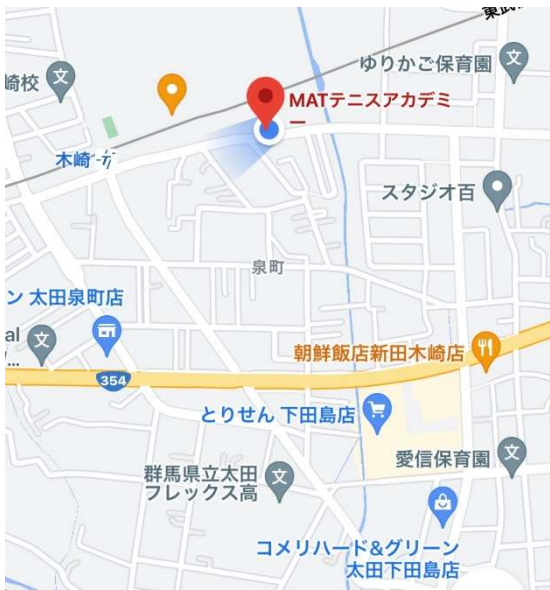 東武
ゆりかご保育園
崎校
MATテニスアカデミ
ー
木崎
スタジオ百
泉町
ン 太田泉町店
al
...
朝鮮飯店新田木崎店
354
とりせん 下田島店
愛信保育園
群馬県立太田
フレックス高
コメリハード&グリーン
太田下田島店